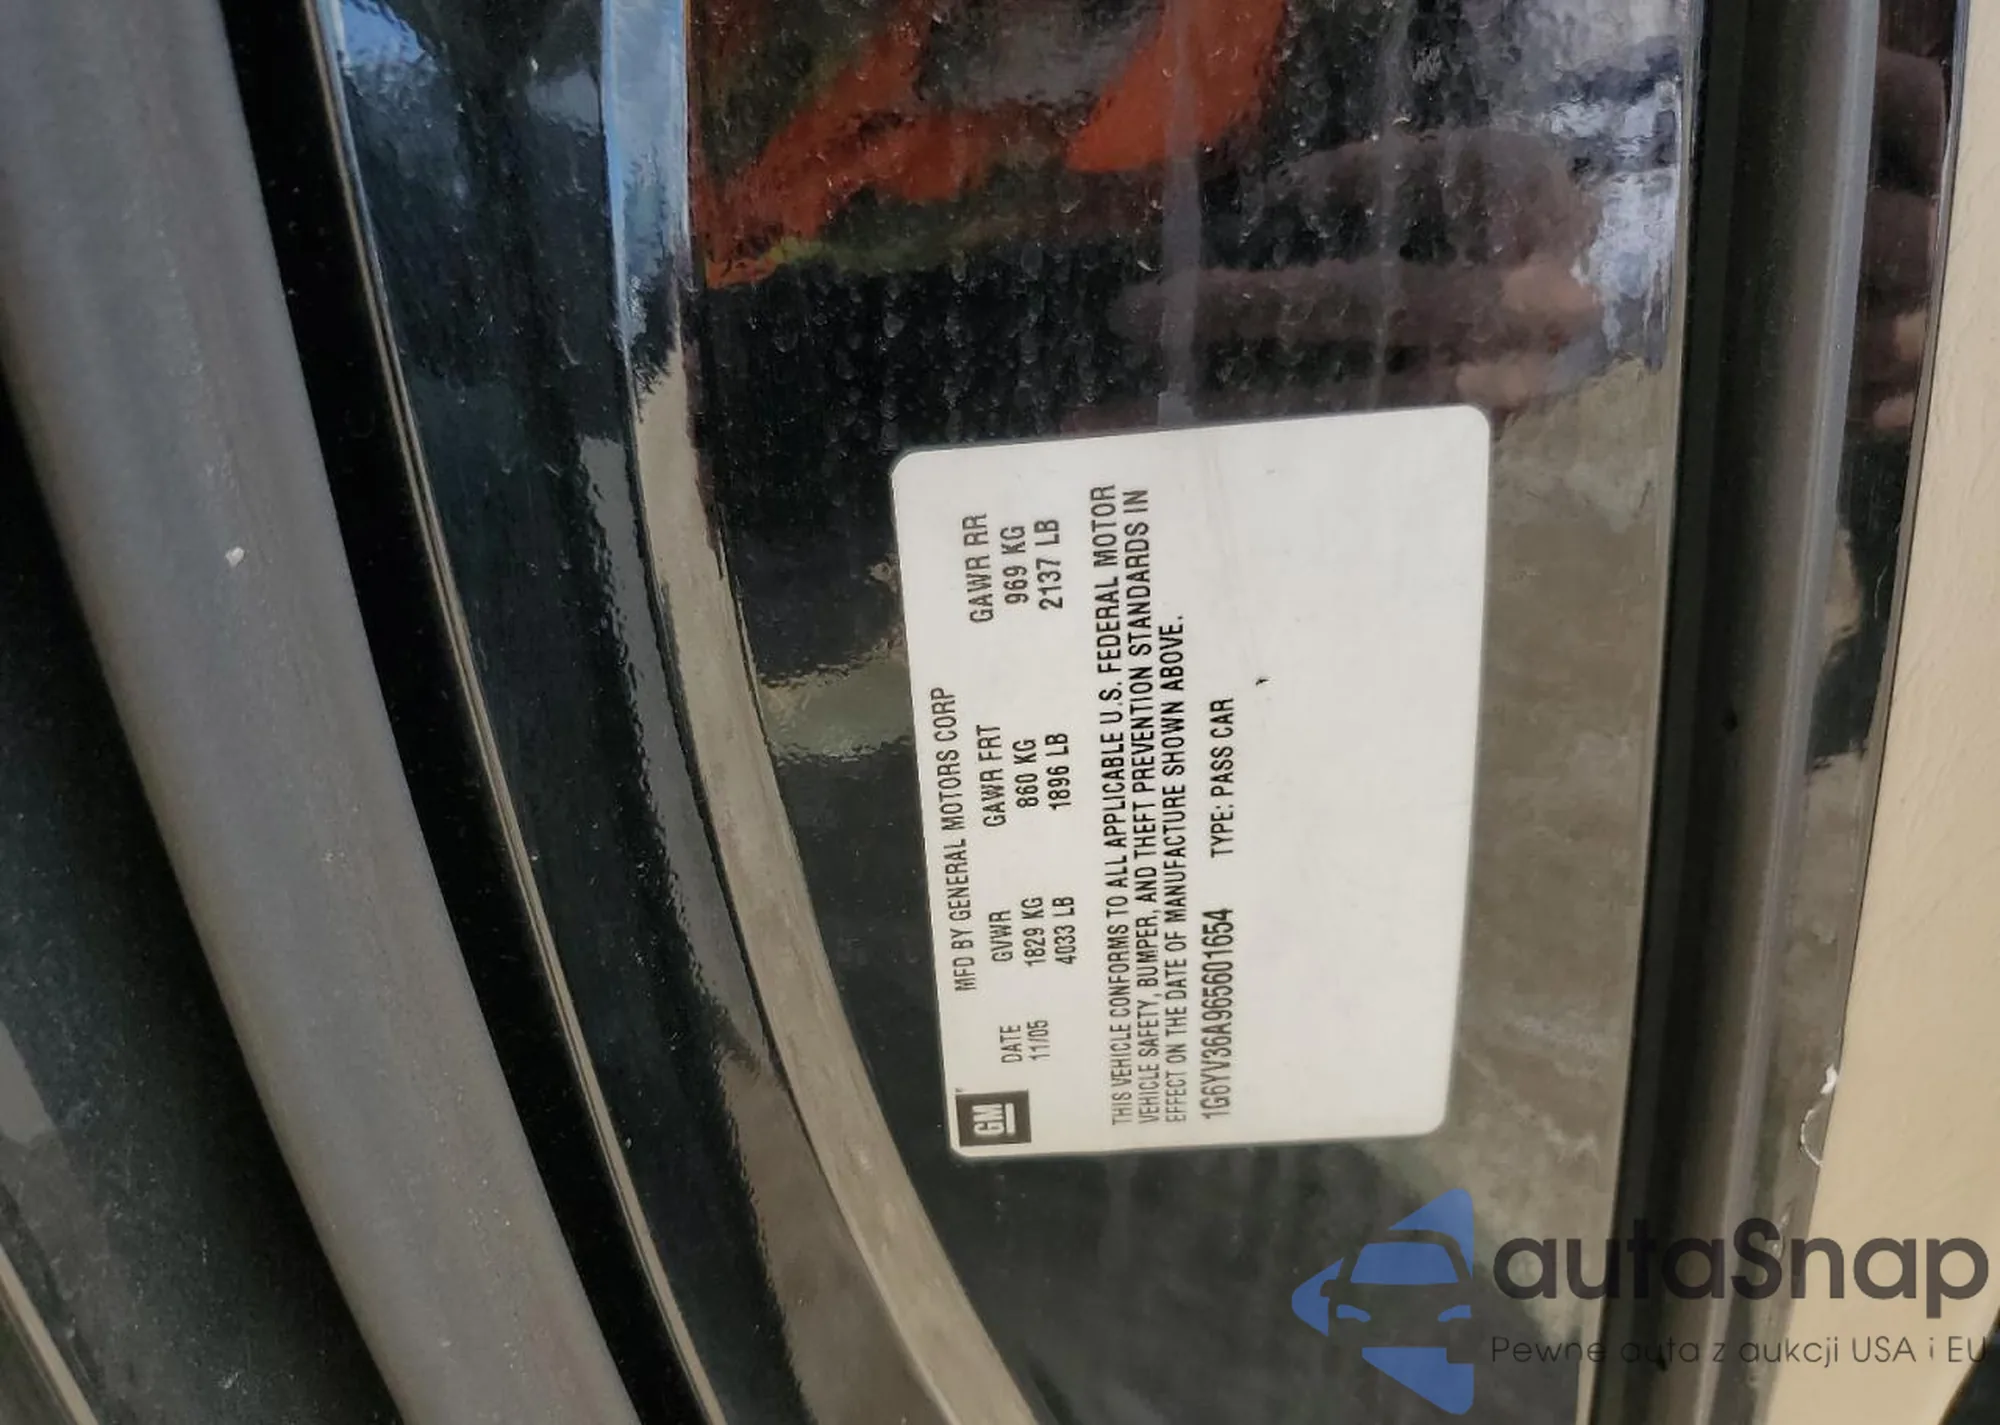 GM
MFD BY GENERAL MOTORS CORP
DATE GVWR GAWR FRT GAWR RR
11/05 1829 KG 860 KG 969 KG
4033 LB 1896 LB 2137 LB
THIS VEHICLE CONFORMS TO ALL APPLICABLE U.S. FEDERAL MOTOR
VEHICLE SAFETY, BUMPER, AND THEFT PREVENTION STANDARDS IN
EFFECT ON THE DATE OF MANUFACTURE SHOWN ABOVE.
1G6YV36A965601654 TYPE: PASS CAR
autaSnap
Pewne auta z aukcji USA i EU